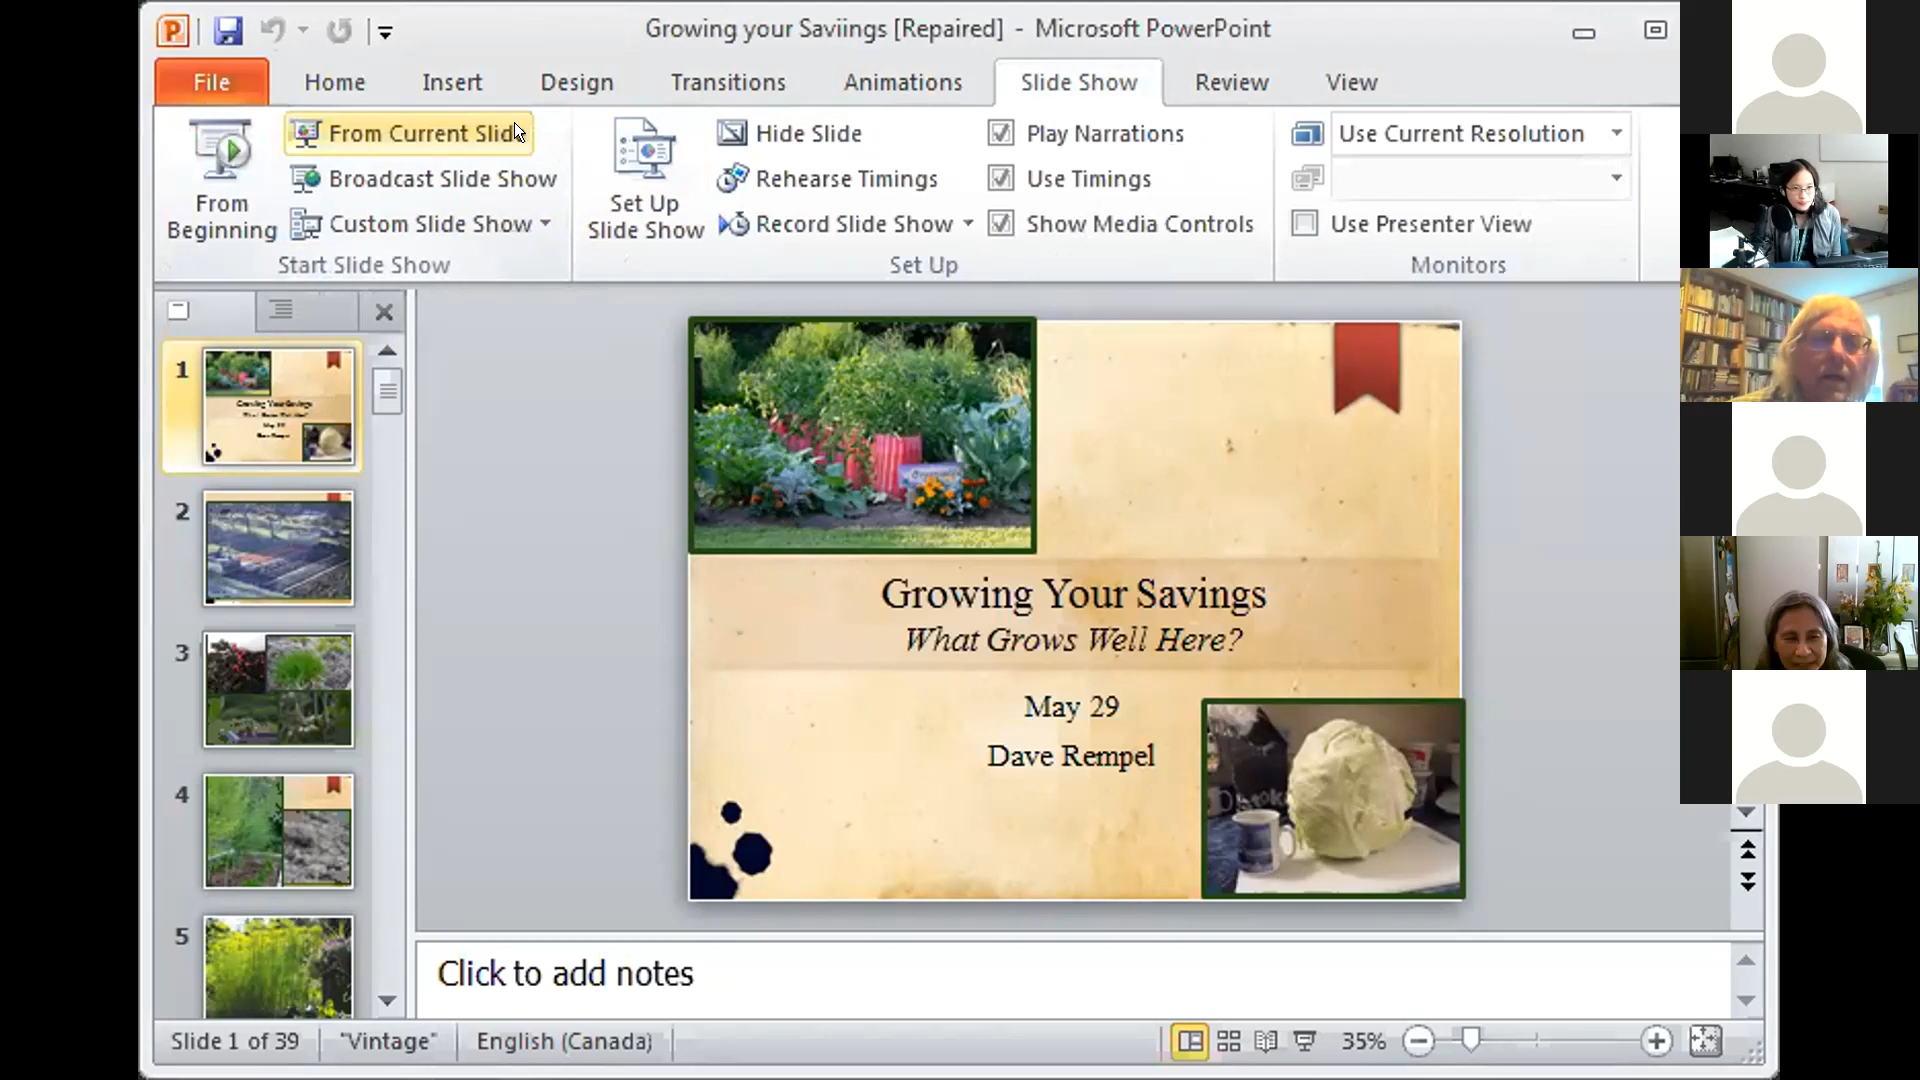 Growing your Saviings [Repaired] - Microsoft PowerPoint
File Home Insert Design Transitions Animations Slide Show Review View
From Beginning
From Current Slid
Broadcast Slide Show
Custom Slide Show
Start Slide Show
Set Up Slide Show
Hide Slide
Rehearse Timings
Record Slide Show
Play Narrations
Use Timings
Show Media Controls
Set Up
Use Current Resolution
Use Presenter View
Monitors
1
2
3
4
5
Growing Your Savings
What Grows Well Here?
May 29
Dave Rempel
Click to add notes
Slide 1 of 39 "Vintage" English (Canada) 35%